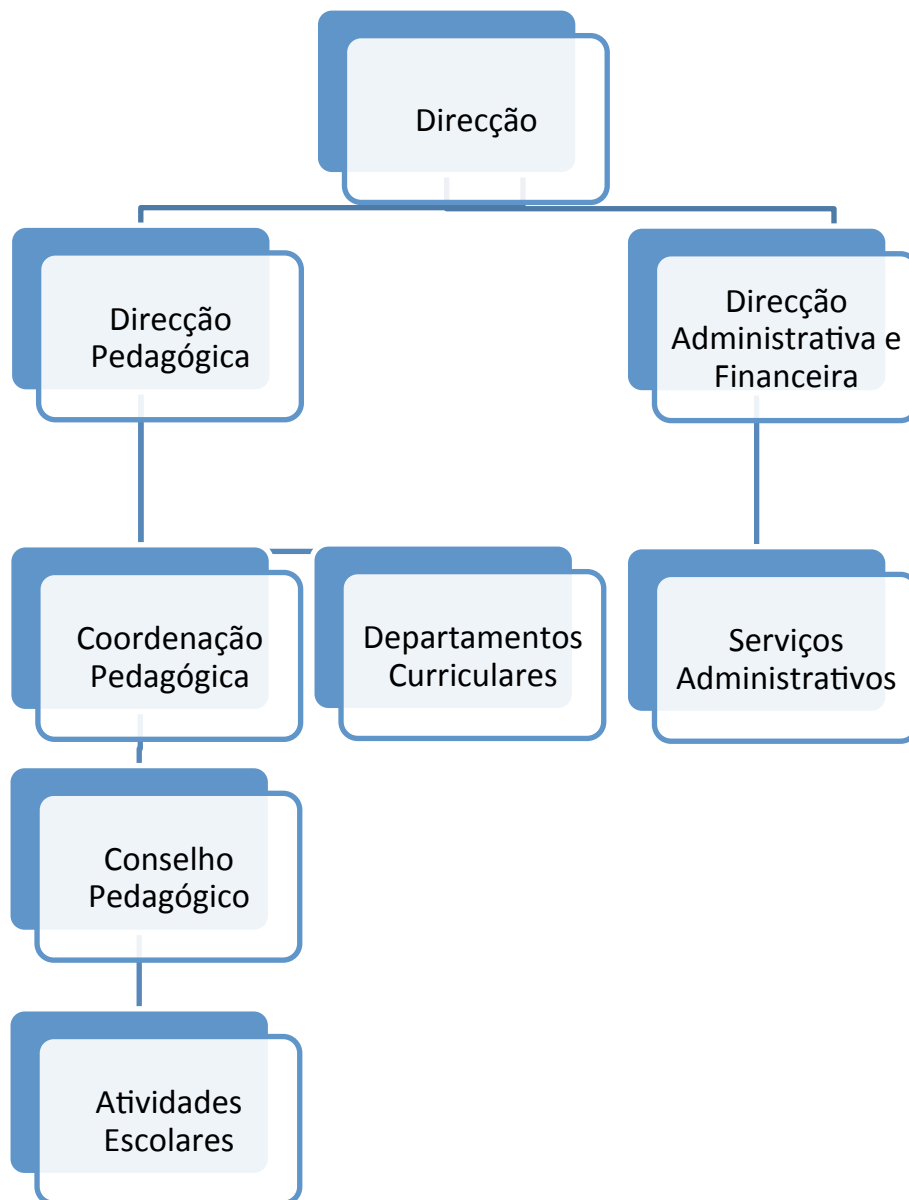 Direcção
Direcção
Pedagógica
Direcção
Administrativa e
Financeira
Coordenação
Pedagógica
Departamentos
Curriculares
Serviços
Administrativos
Conselho
Pedagógico
Atividades
Escolares